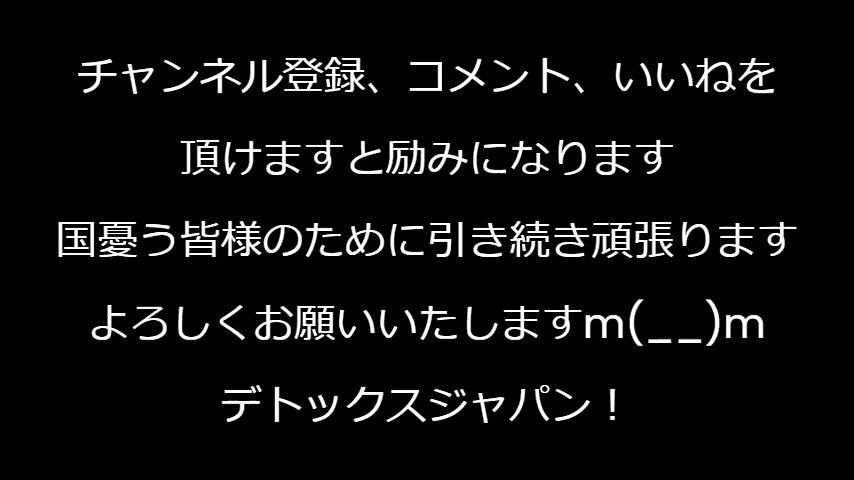 チャンネル登録、コメント、いいねを
頂けますと励みになります
国憂う皆様のために引き続き頑張ります
よろしくお願いいたしますm(__)m
デトックスジャパン！